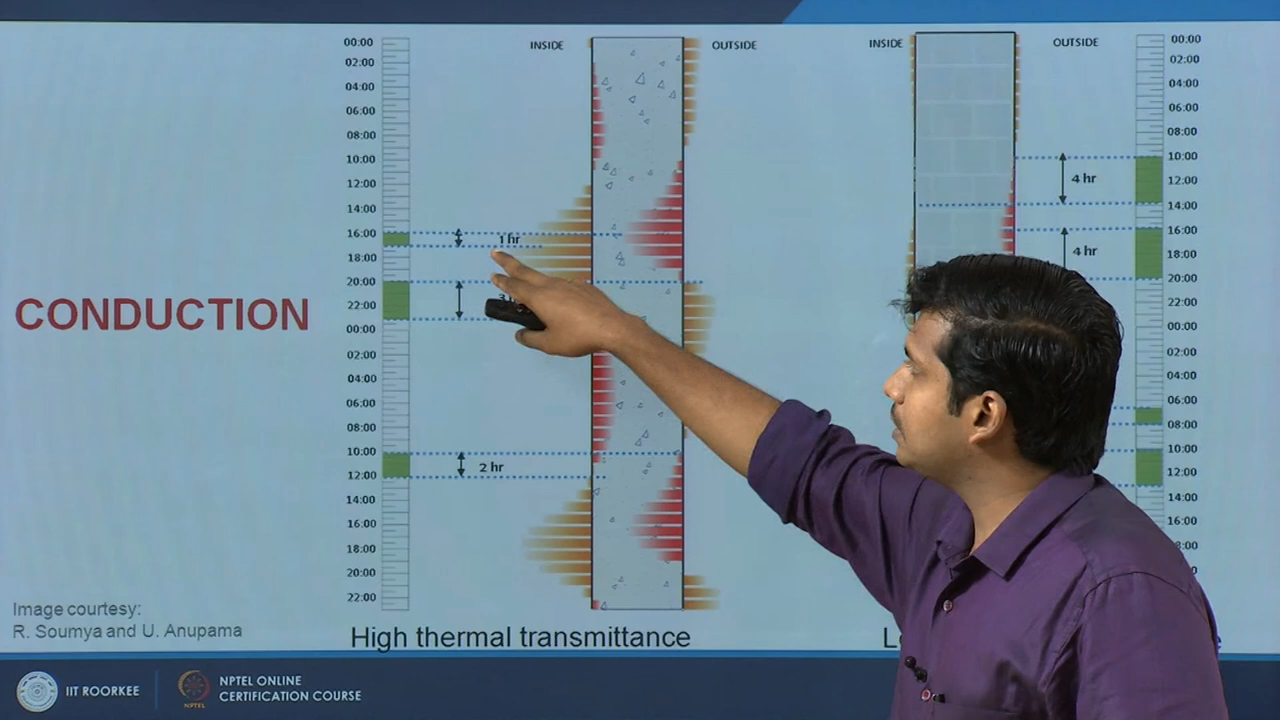 CONDUCTION
Image courtesy:
R. Soumya and U. Anupama
00:00
02:00
04:00
06:00
08:00
10:00
12:00
14:00
16:00
18:00
20:00
22:00
00:00
02:00
04:00
06:00
08:00
10:00
12:00
14:00
16:00
18:00
20:00
22:00
INSIDE
OUTSIDE
1 hr
2 hr
High thermal transmittance
INSIDE
OUTSIDE
4 hr
4 hr
00:00
02:00
04:00
06:00
08:00
10:00
12:00
14:00
16:00
18:00
20:00
22:00
00:00
02:00
04:00
06:00
08:00
10:00
12:00
14:00
16:00
IIT ROORKEE
NPTEL
NPTEL ONLINE
CERTIFICATION COURSE